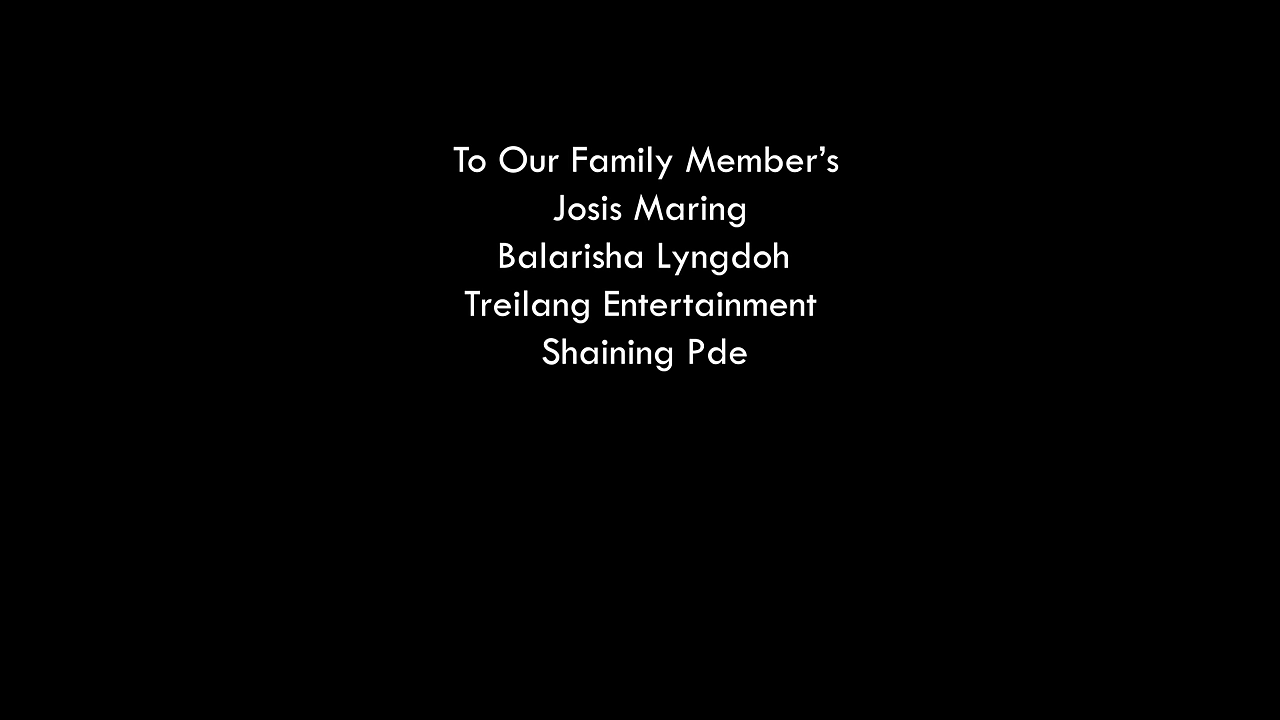 To Our Family Member’s
Josis Maring
Balarisha Lyngdoh
Treilang Entertainment
Shaining Pde